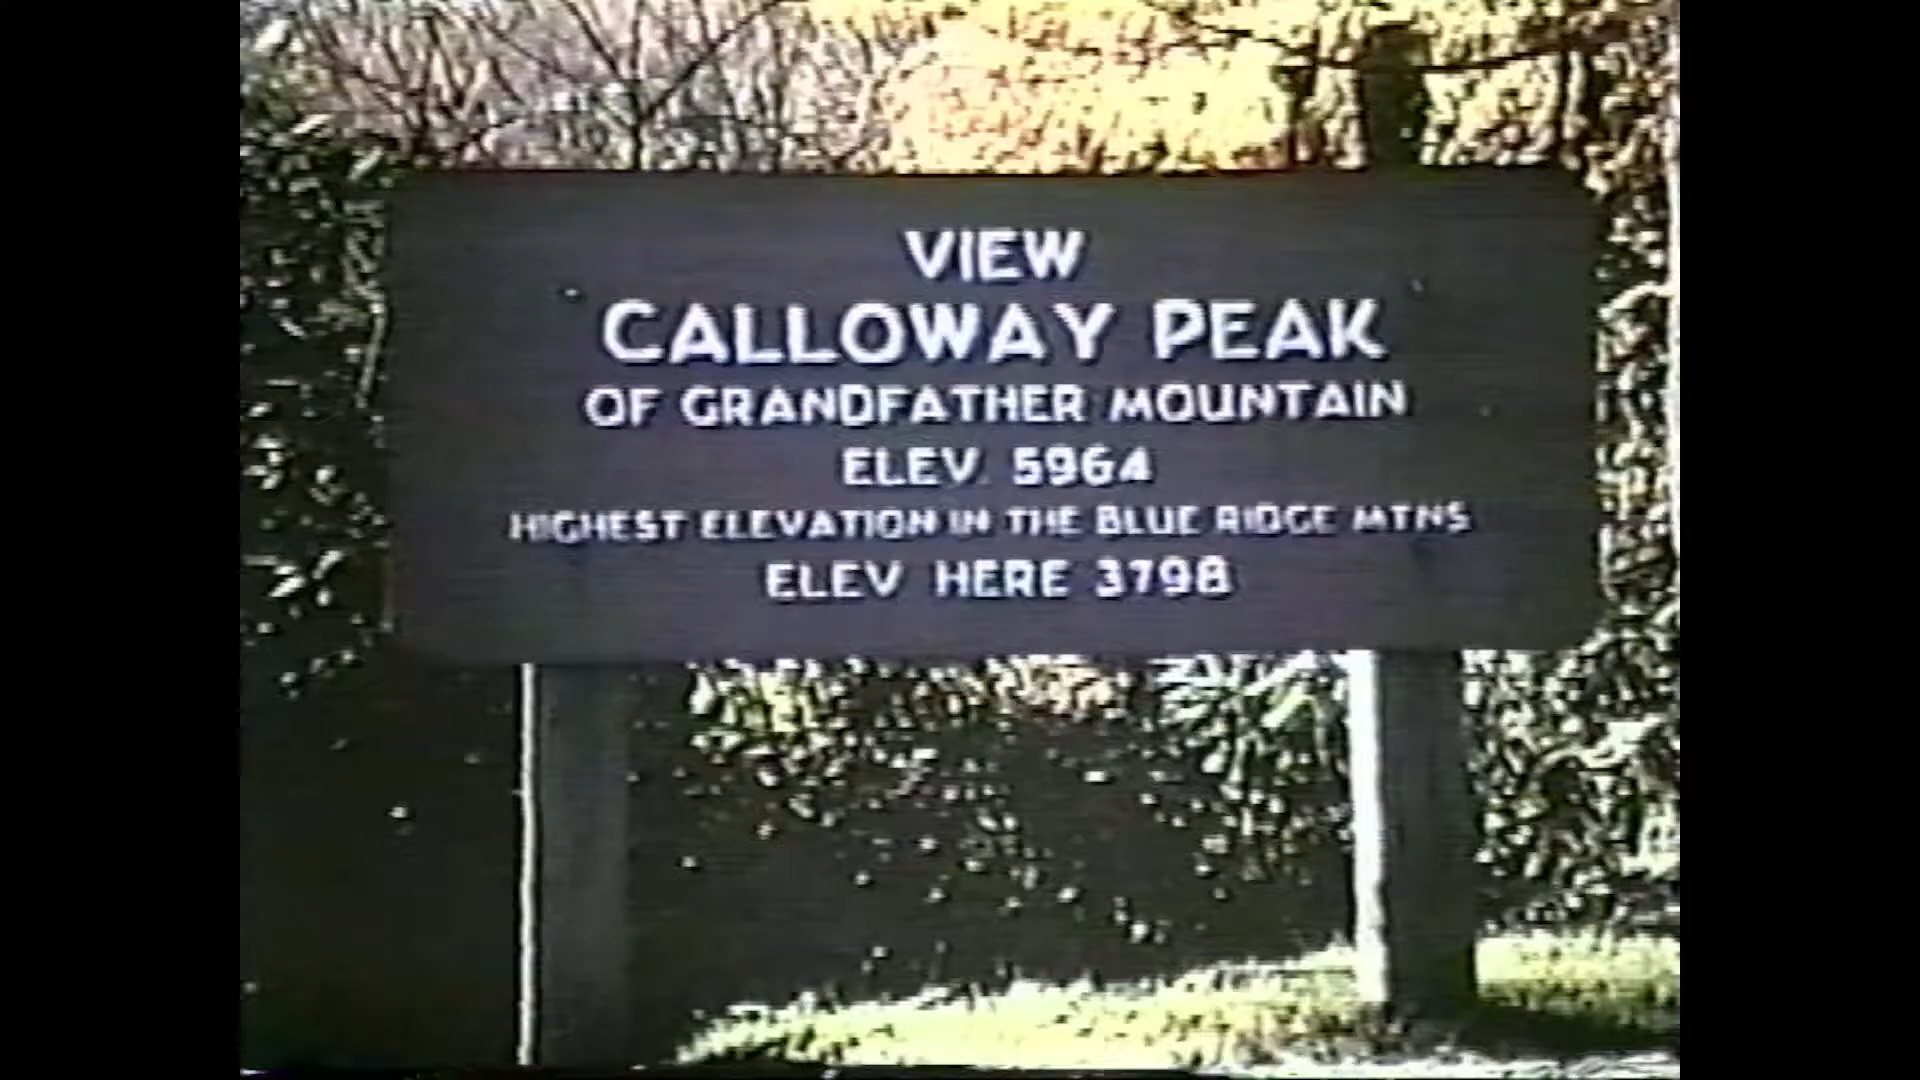 VIEW
CALLOWAY PEAK
OF GRANDFATHER MOUNTAIN
ELEV. 5964
HIGHEST ELEVATION IN THE BLUE RIDGE MTNS
ELEV HERE 3798